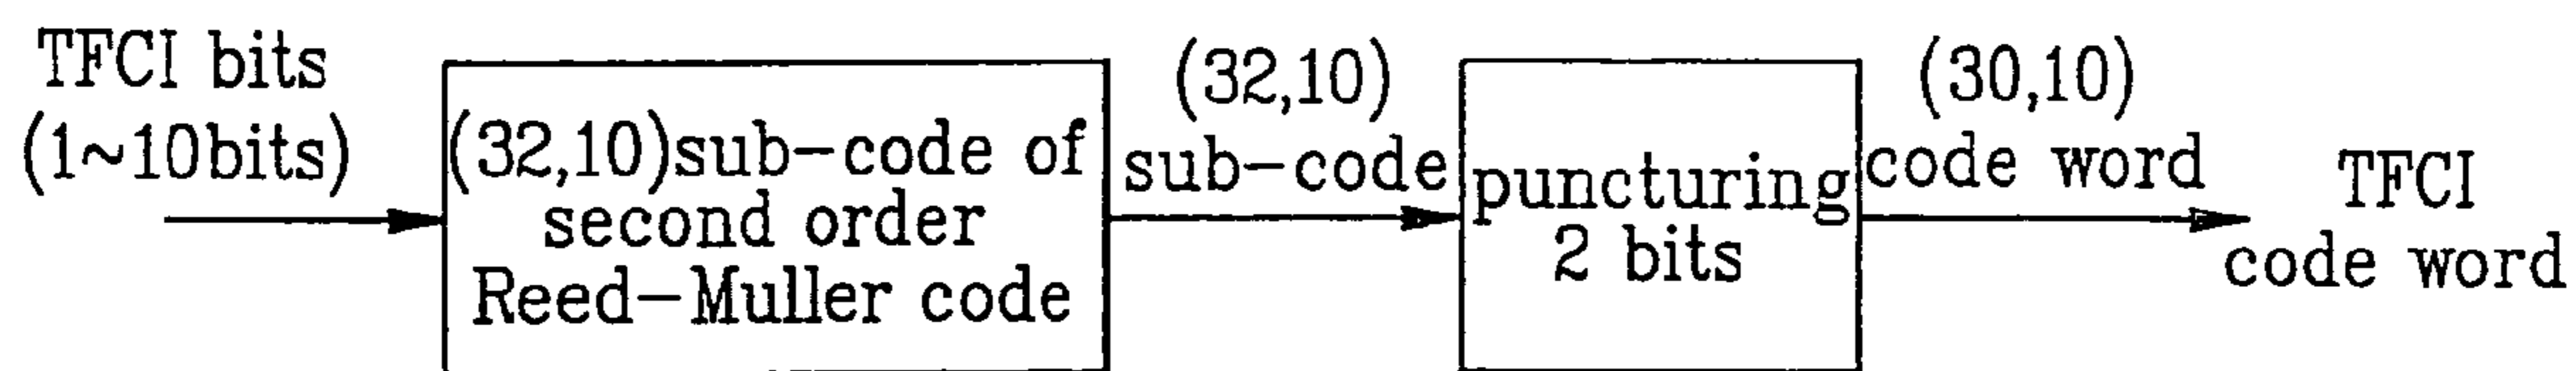 TFCI bits
(1~10bits)
(32,10)sub-code of
second order
Reed-Muller code
(32,10)
sub-code
puncturing
2 bits
(30,10)
code word
TFCI
code word